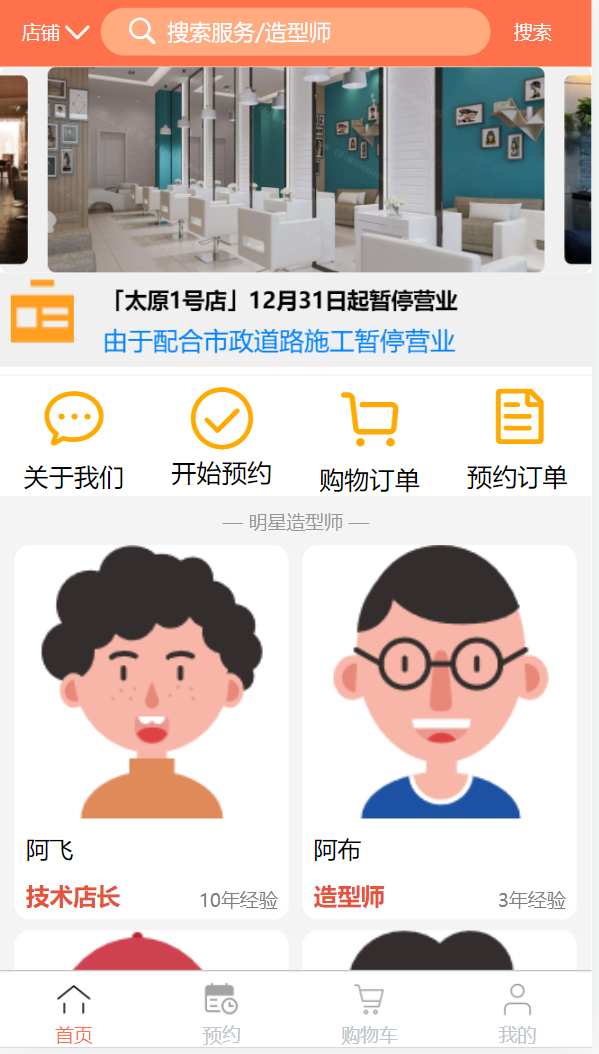 店铺 搜索服务/造型师 搜索
「太原1号店」12月31日起暂停营业
由于配合市政道路施工暂停营业
关于我们 开始预约 购物订单 预约订单
— 明星造型师 —
阿飞 阿布
技术店长 10年经验 造型师 3年经验
首页 预约 购物车 我的